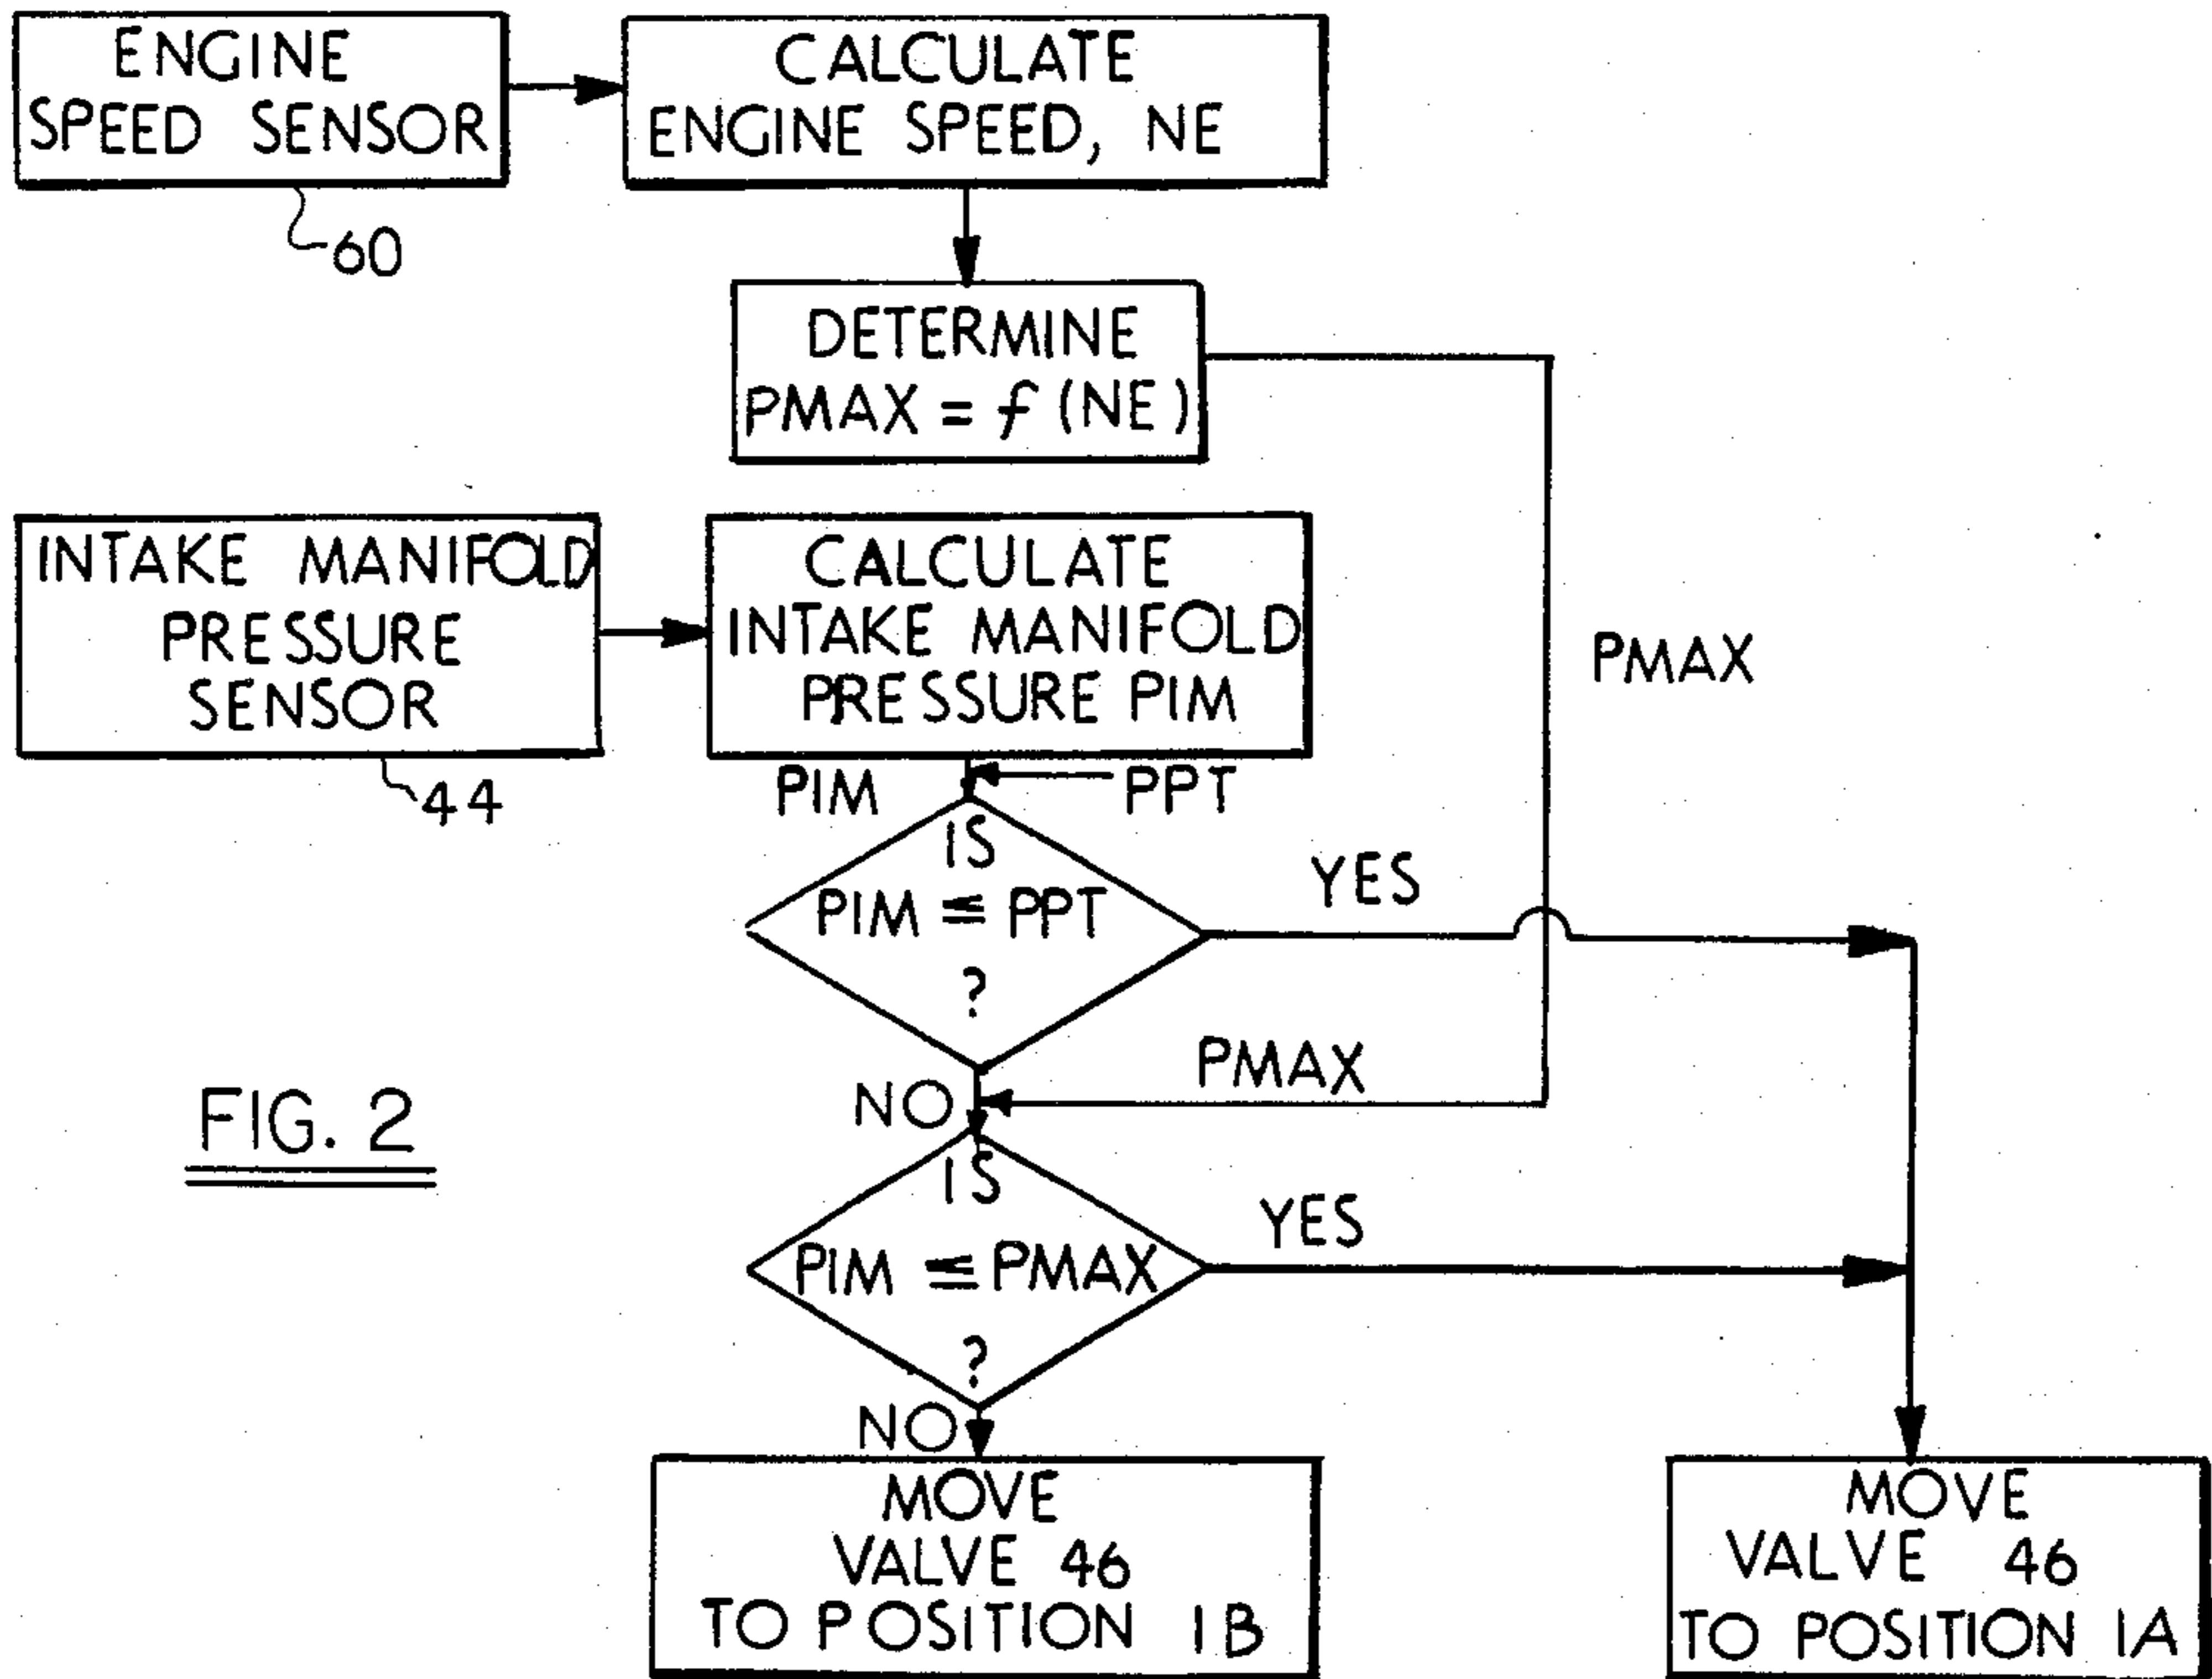 ENGINE
SPEED SENSOR
60
CALCULATE
ENGINE SPEED, NE
DETERMINE
PMAX = f (NE)
INTAKE MANIFOLD
PRESSURE
SENSOR
44
CALCULATE
INTAKE MANIFOLD
PRESSURE PIM
PMAX
PIM
PPT
IS
PIM ≦ PPT
?
YES
NO
PMAX
FIG. 2
IS
PIM ≦ PMAX
?
YES
NO
MOVE
VALVE 46
TO POSITION 1B
MOVE
VALVE 46
TO POSITION 1A